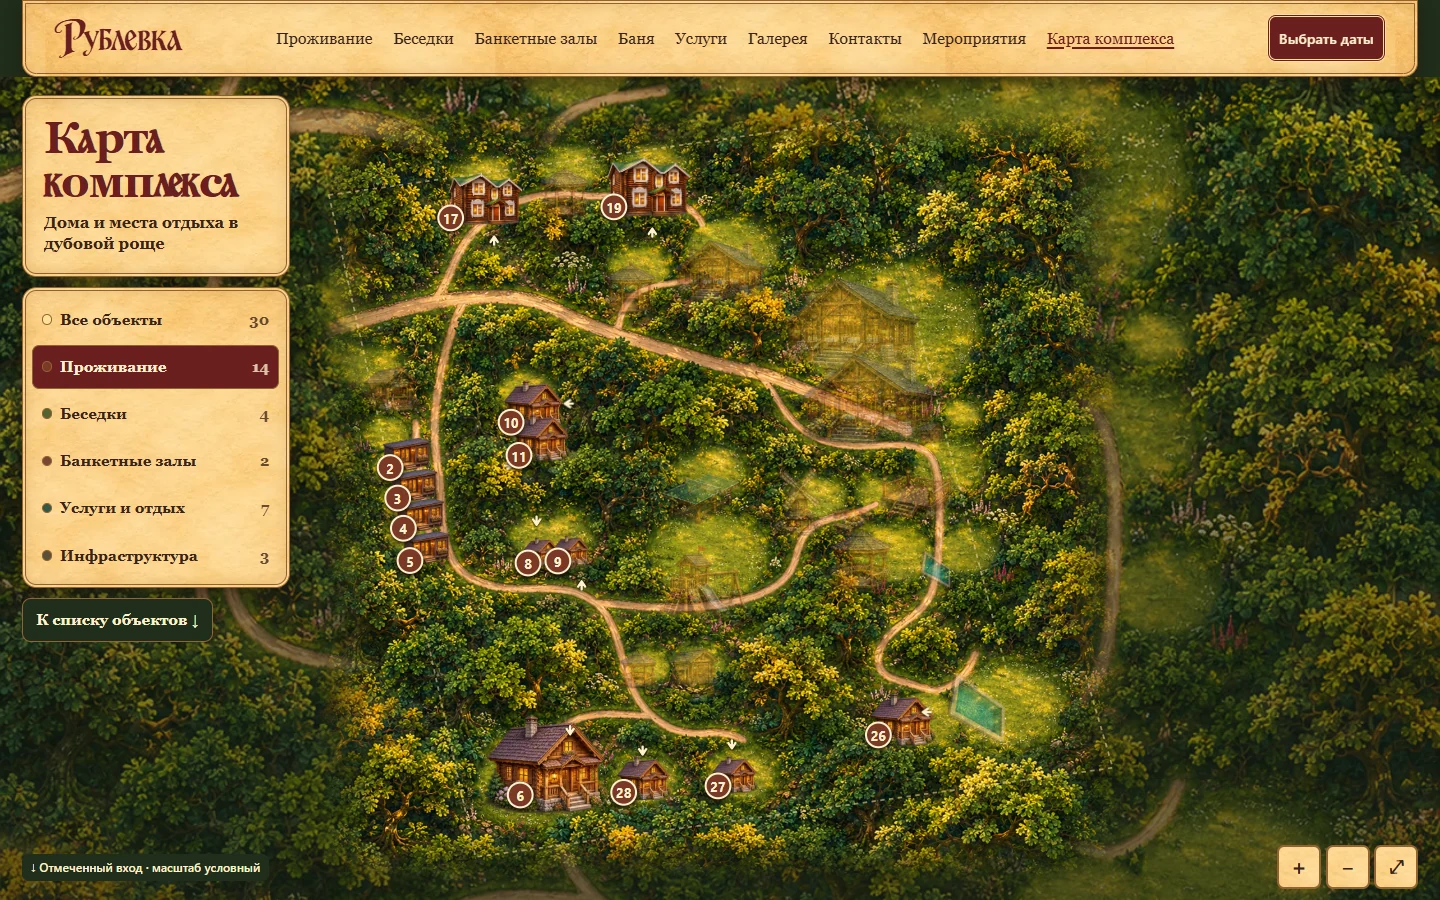 Рублевка
Проживание
Беседки
Банкетные залы
Баня
Услуги
Галерея
Контакты
Мероприятия
Карта комплекса
Выбрать даты
Карта
комплекса
Дома и места отдыха в
дубовой роще
Все объекты 30
Проживание 14
Беседки 4
Банкетные залы 2
Услуги и отдых 7
Инфраструктура 3
К списку объектов ↓
17
19
10
11
2
3
4
5
8
9
6
28
27
26
↓ Отмеченный вход · масштаб условный
+
−
⤢